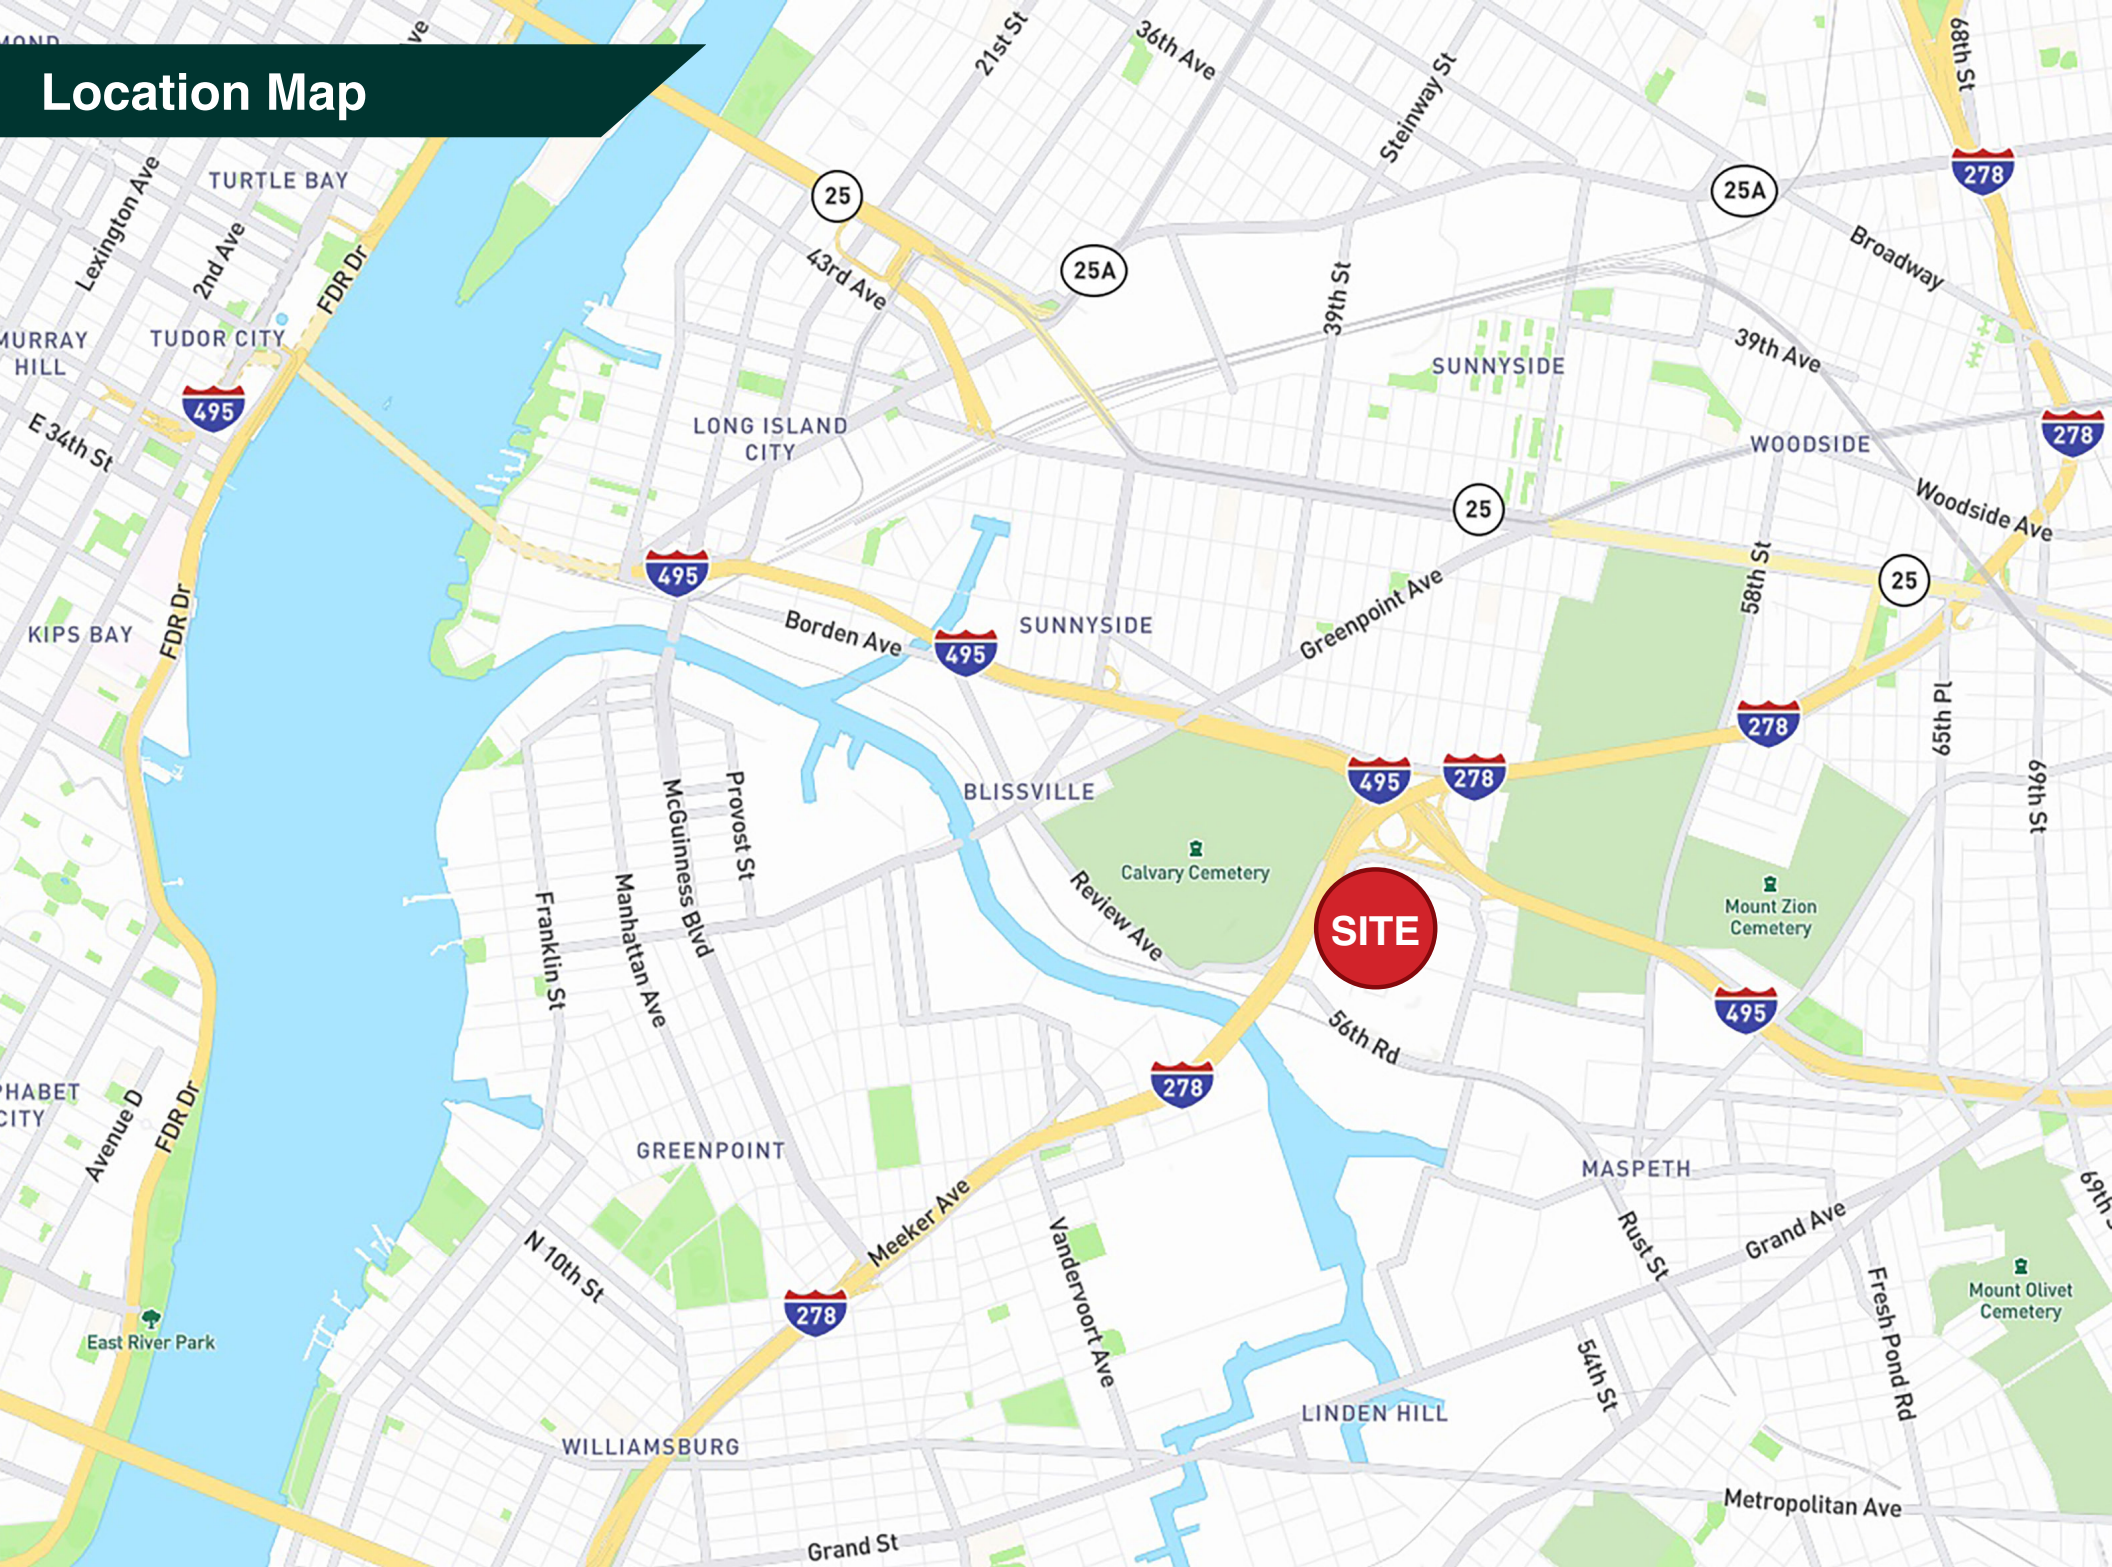 Location Map
21st St
36th Ave
Steinway St
68th St
MOND
ve
TURTLE BAY
Lexington Ave
2nd Ave
FDR Dr
25
25A
25A
278
Broadway
43rd Ave
39th St
39th Ave
MURRAY
HILL
TUDOR CITY
495
E 34th St
SUNNYSIDE
LONG ISLAND
CITY
WOODSIDE
278
25
Woodside Ave
495
58th St
25
KIPS BAY
FDR Dr
Borden Ave
495
SUNNYSIDE
Greenpoint Ave
278
65th Pl
69th St
495
278
BLISSVILLE
McGuinness Blvd
Provost St
Calvary Cemetery
Review Ave
SITE
Mount Zion
Cemetery
Franklin St
Manhattan Ave
495
56th Rd
278
PHABET
CITY
Avenue D
FDR Dr
GREENPOINT
MASPETH
69th S
Meeker Ave
N 10th St
Vandervoort Ave
Rust St
Grand Ave
Fresh Pond Rd
Mount Olivet
Cemetery
278
East River Park
54th St
LINDEN HILL
WILLIAMSBURG
Metropolitan Ave
Grand St